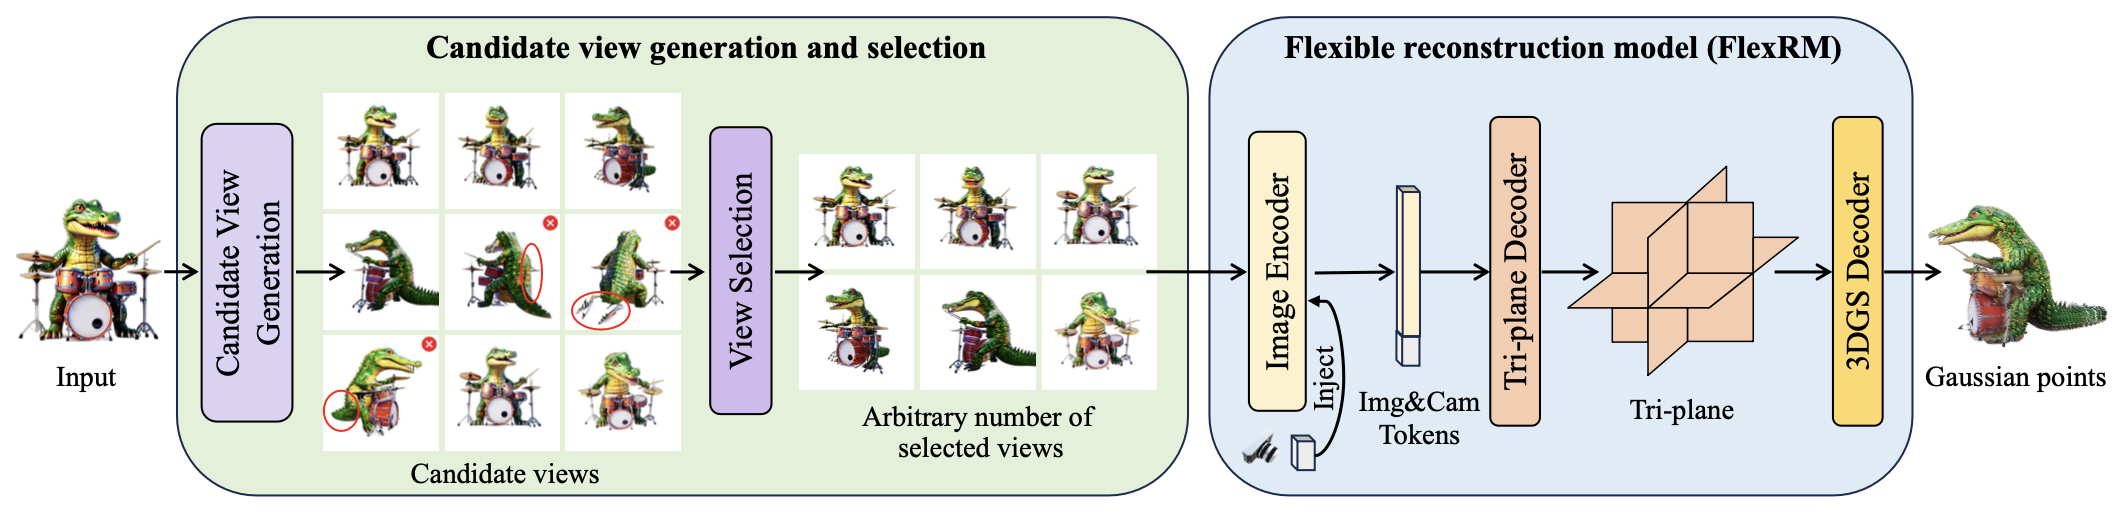 Candidate view generation and selection
Flexible reconstruction model (FlexRM)
Input
Candidate View
Generation
Candidate views
View Selection
Arbitrary number of
selected views
Image Encoder
Inject
Img&Cam
Tokens
Tri-plane Decoder
Tri-plane
3DGS Decoder
Gaussian points